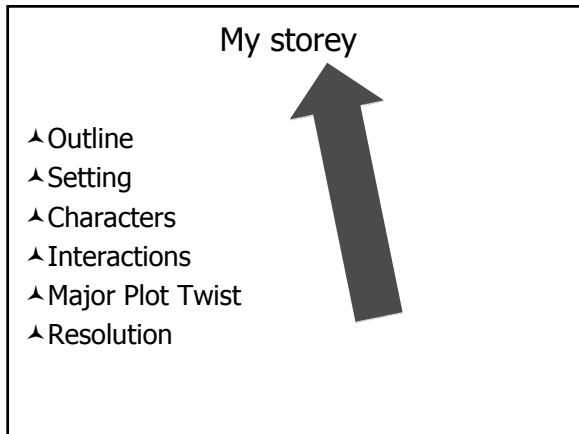 My storey
Outline
Setting
Characters
Interactions
Major Plot Twist
Resolution